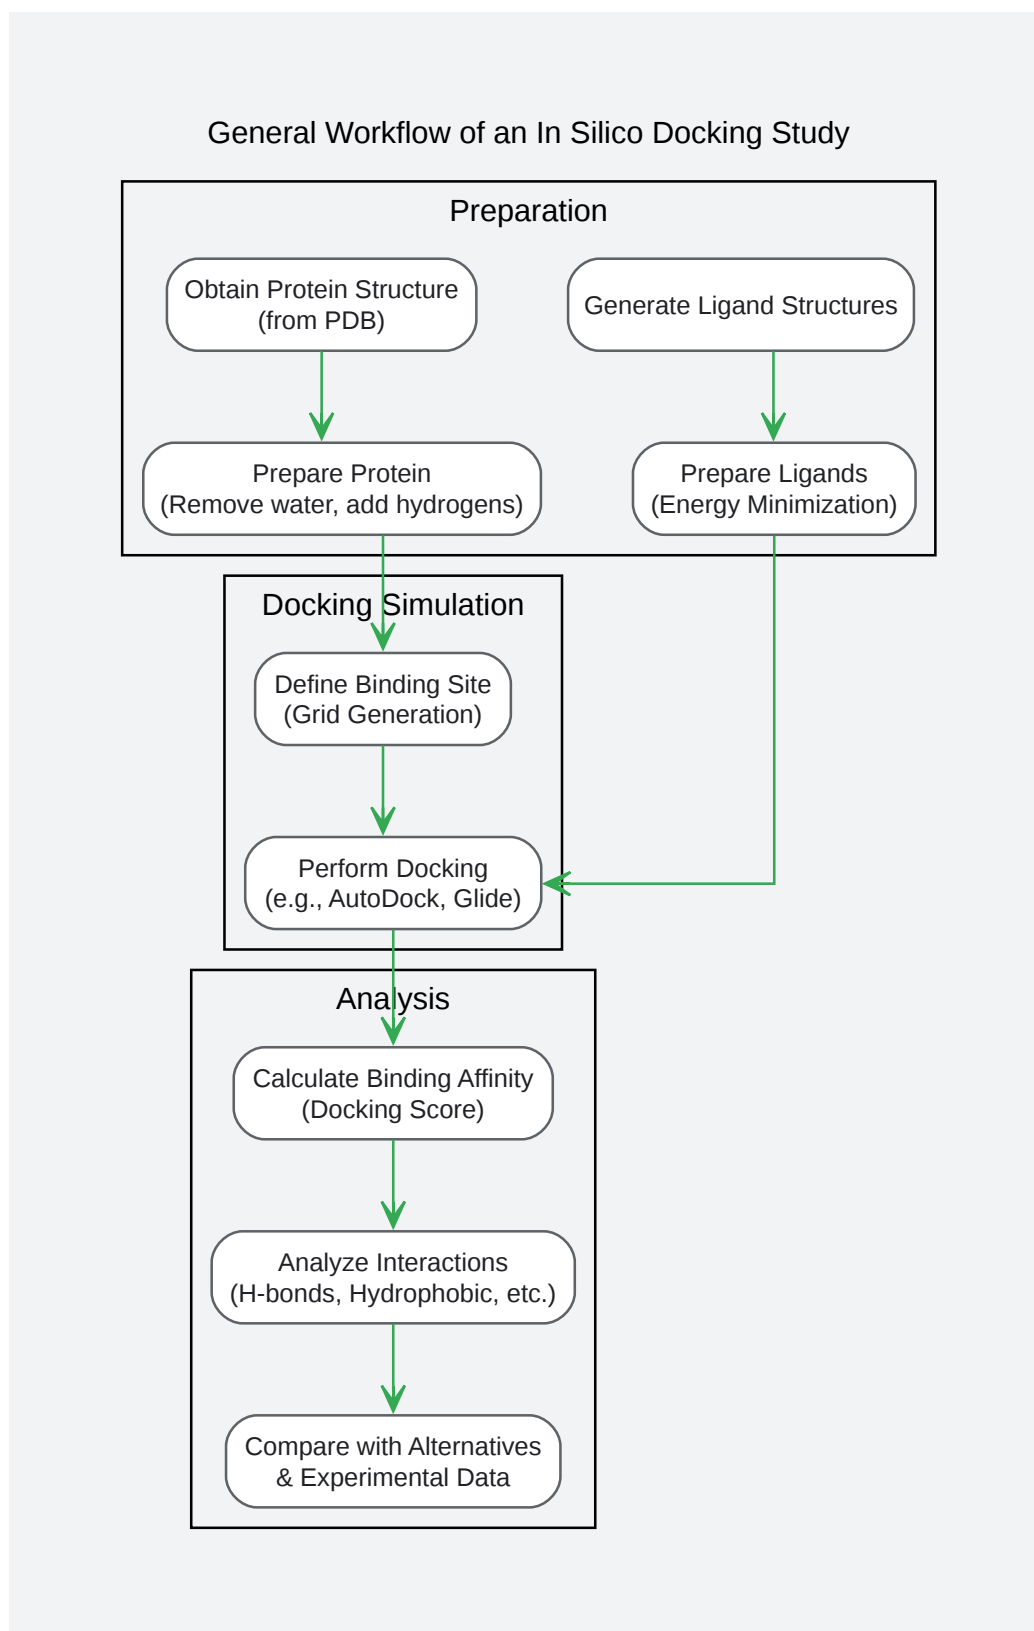 General Workflow of an In Silico Docking Study
Preparation
Obtain Protein Structure
(from PDB)
Generate Ligand Structures
Prepare Protein
(Remove water, add hydrogens)
Prepare Ligands
(Energy Minimization)
Docking Simulation
Define Binding Site
(Grid Generation)
Perform Docking
(e.g., AutoDock, Glide)
Analysis
Calculate Binding Affinity
(Docking Score)
Analyze Interactions
(H-bonds, Hydrophobic, etc.)
Compare with Alternatives
& Experimental Data